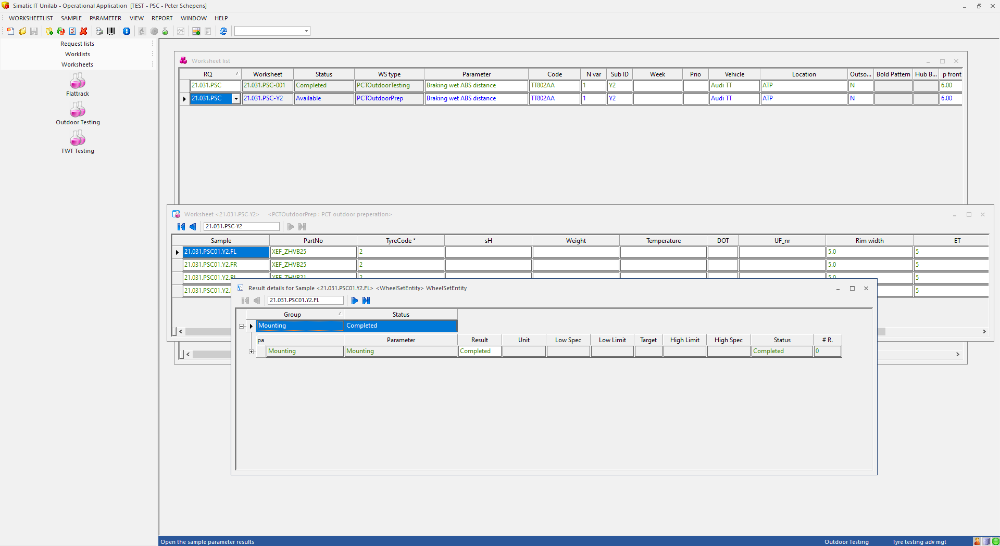 Simatic IT Unilab - Operational Application  [TEST - PSC - Peter Schepens]
WORKSHEETLIST SAMPLE PARAMETER VIEW REPORT WINDOW HELP
Request lists
Worklists
Worksheets
Flattrack
Outdoor Testing
TWT Testing
Worksheet list
RQ Worksheet Status WS type Parameter Code N var Sub ID Week Prio Vehicle Location Outso... Bold Pattern Hub B... p front
21.031.PSC 21.031.PSC-001 Completed PCTOutdoorTesting Braking wet ABS distance TT802AA 1 Y2 Audi TT ATP N 6.00
21.031.PSC 21.031.PSC-Y2 Available PCTOutdoorPrep Braking wet ABS distance TT802AA 1 Y2 Audi TT ATP N 6.00
Worksheet <21.031.PSC-Y2> <PCTOutdoorPrep : PCT outdoor preperation>
21.031.PSC-Y2
Sample PartNo TyreCode * sH Weight Temperature DOT UF_nr Rim width ET
21.031.PSC01.Y2.FL XEF_ZHVB25 2 5.0 5
21.031.PSC01.Y2.FR XEF_ZHVB25 2 5.0 5
21.031.PSC01.Y2.RL XEF_ZHVB21 2 5.0 5
21.031.PSC01.Y2. 5
Result details for Sample <21.031.PSC01.Y2.FL> <WheelSetEntity> WheelSetEntity
21.031.PSC01.Y2.FL
Group Status
Mounting Completed
pa Parameter Result Unit Low Spec Low Limit Target High Limit High Spec Status # R.
Mounting Mounting Completed Completed 0
Open the sample parameter results Outdoor Testing Tyre testing adv mgt